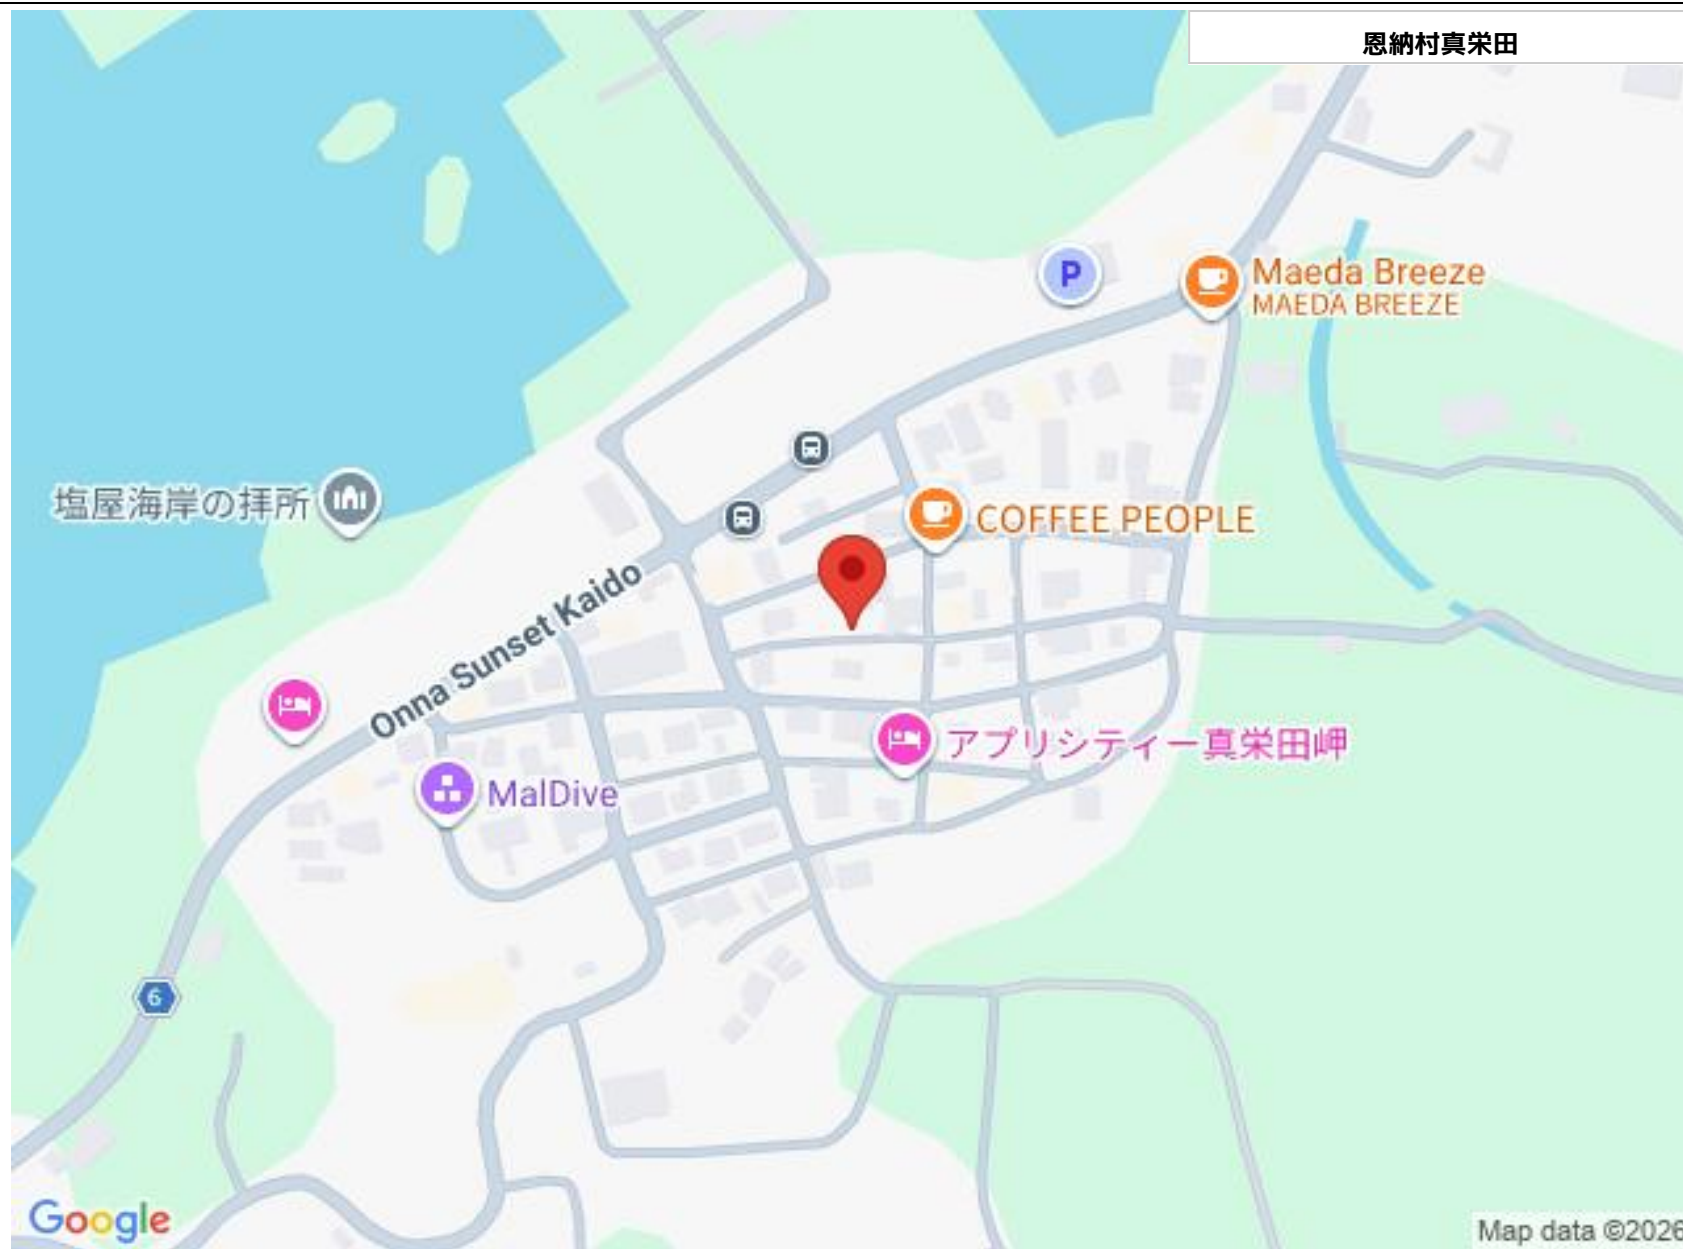 恩納村真栄田
P
Maeda Breeze
MAEDA BREEZE
塩屋海岸の拝所
COFFEE PEOPLE
Onna Sunset Kaido
アプリシティー真栄田岬
MalDive
6
Google
Map data ©2026